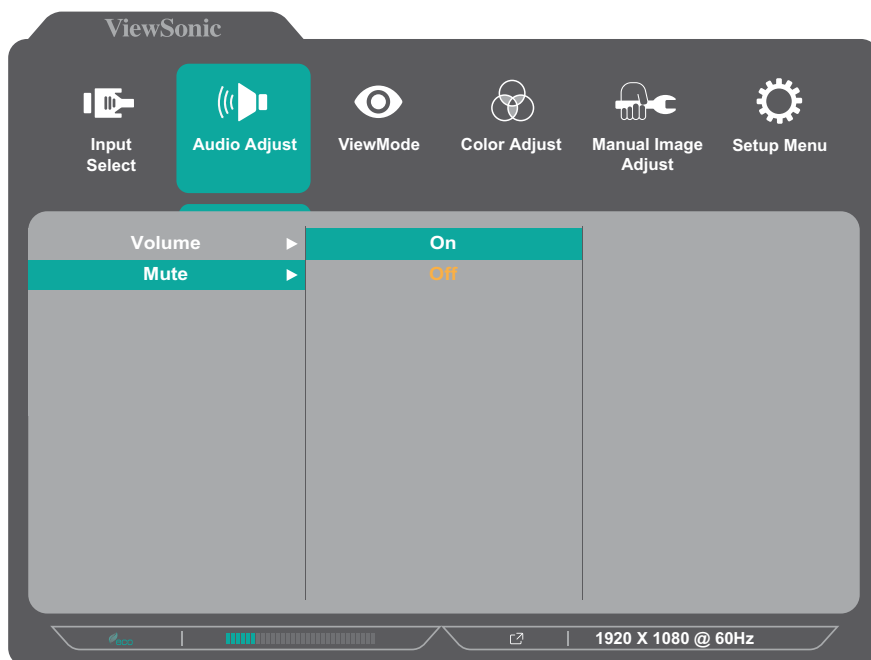 ViewSonic
Input
Select
Audio Adjust
ViewMode
Color Adjust
Manual Image
Adjust
Setup Menu
Volume
On
Mute
Off
eco
1920 X 1080 @ 60Hz